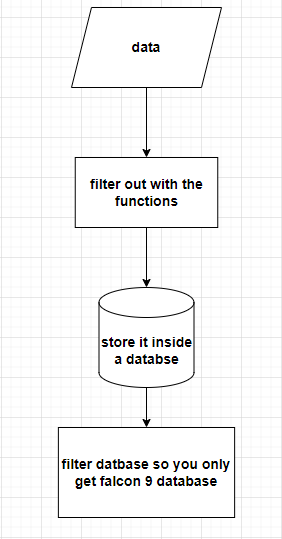 data
filter out with the
functions
store it inside
a databse
filter datbase so you only
get falcon 9 database